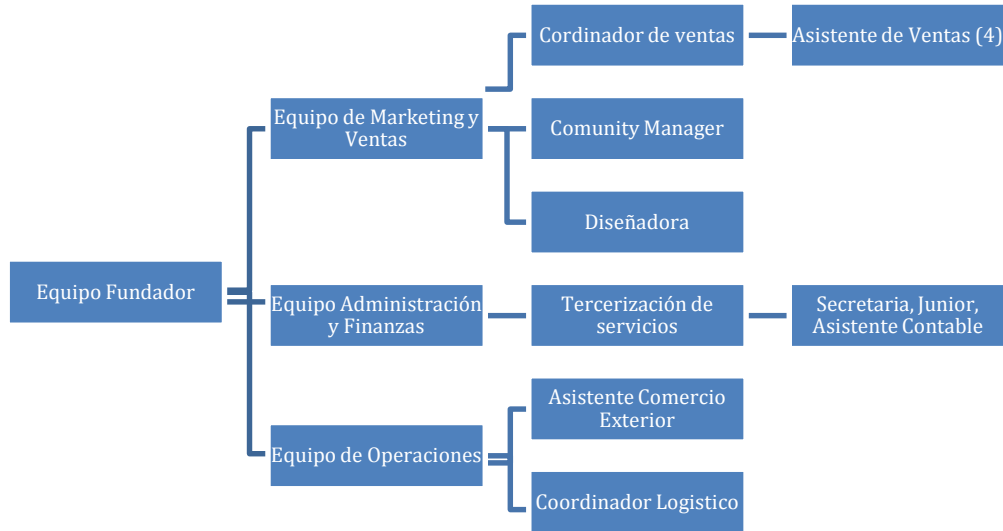 Cordinador de ventas
Asistente de Ventas (4)
Equipo de Marketing y
Ventas
Comunity Manager
Diseñadora
Equipo Fundador
Equipo Administración
y Finanzas
Tercerización de
servicios
Secretaria, Junior,
Asistente Contable
Equipo de Operaciones
Asistente Comercio
Exterior
Coordinador Logistico